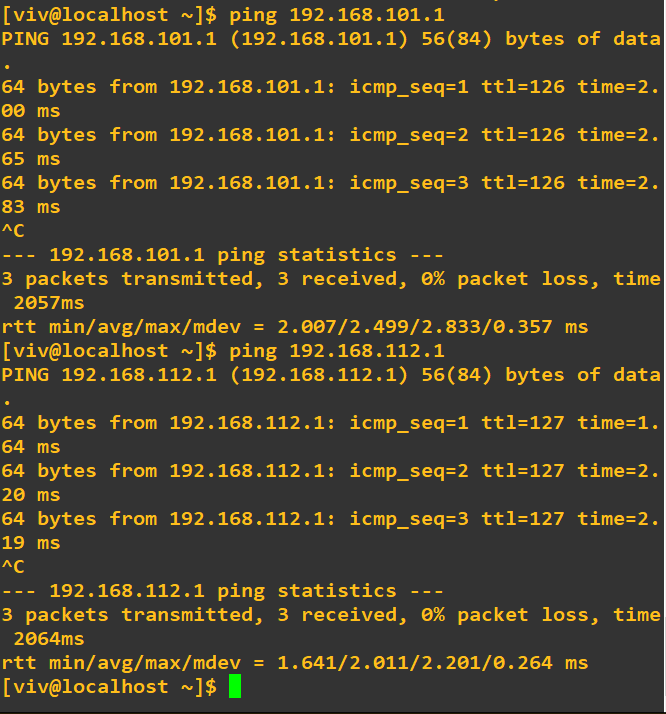 [viv@localhost ~]$ ping 192.168.101.1
PING 192.168.101.1 (192.168.101.1) 56(84) bytes of data
.
64 bytes from 192.168.101.1: icmp_seq=1 ttl=126 time=2.
00 ms
64 bytes from 192.168.101.1: icmp_seq=2 ttl=126 time=2.
65 ms
64 bytes from 192.168.101.1: icmp_seq=3 ttl=126 time=2.
83 ms
^C
--- 192.168.101.1 ping statistics ---
3 packets transmitted, 3 received, 0% packet loss, time
 2057ms
rtt min/avg/max/mdev = 2.007/2.499/2.833/0.357 ms
[viv@localhost ~]$ ping 192.168.112.1
PING 192.168.112.1 (192.168.112.1) 56(84) bytes of data
.
64 bytes from 192.168.112.1: icmp_seq=1 ttl=127 time=1.
64 ms
64 bytes from 192.168.112.1: icmp_seq=2 ttl=127 time=2.
20 ms
64 bytes from 192.168.112.1: icmp_seq=3 ttl=127 time=2.
19 ms
^C
--- 192.168.112.1 ping statistics ---
3 packets transmitted, 3 received, 0% packet loss, time
 2064ms
rtt min/avg/max/mdev = 1.641/2.011/2.201/0.264 ms
[viv@localhost ~]$